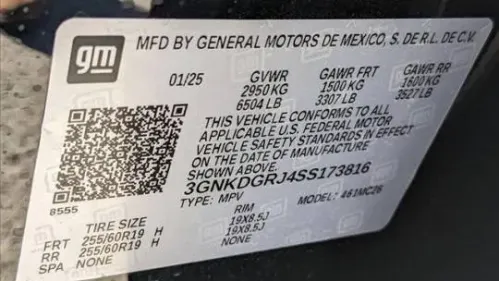 gm
MFD BY GENERAL MOTORS DE MEXICO, S. DE R.L. DE C.V.
01/25 GVWR GAWR FRT GAWR RR
2950 KG 1500 KG 1600 KG
6504 LB 3307 LB 3527 LB
THIS VEHICLE CONFORMS TO ALL
APPLICABLE U.S. FEDERAL MOTOR
VEHICLE SAFETY STANDARDS IN EFFECT
ON THE DATE OF MANUFACTURE
3GNKDGRJ4SS173816
TYPE: MPV MODEL: 461MC26
8555
TIRE SIZE RIM
FRT 255/60R19 H 19X8.5J
RR 255/60R19 H 19X8.5J
SPA NONE NONE